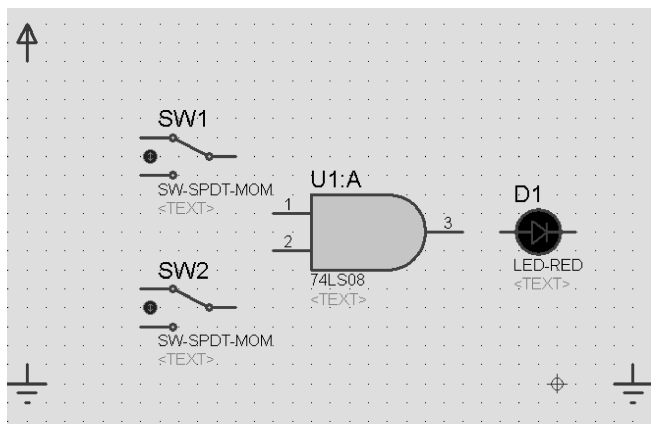 SW1
SW-SPDT-MOM
<TEXT>
U1:A
1
2
3
74LS08
<TEXT>
D1
LED-RED
<TEXT>
SW2
SW-SPDT-MOM
<TEXT>